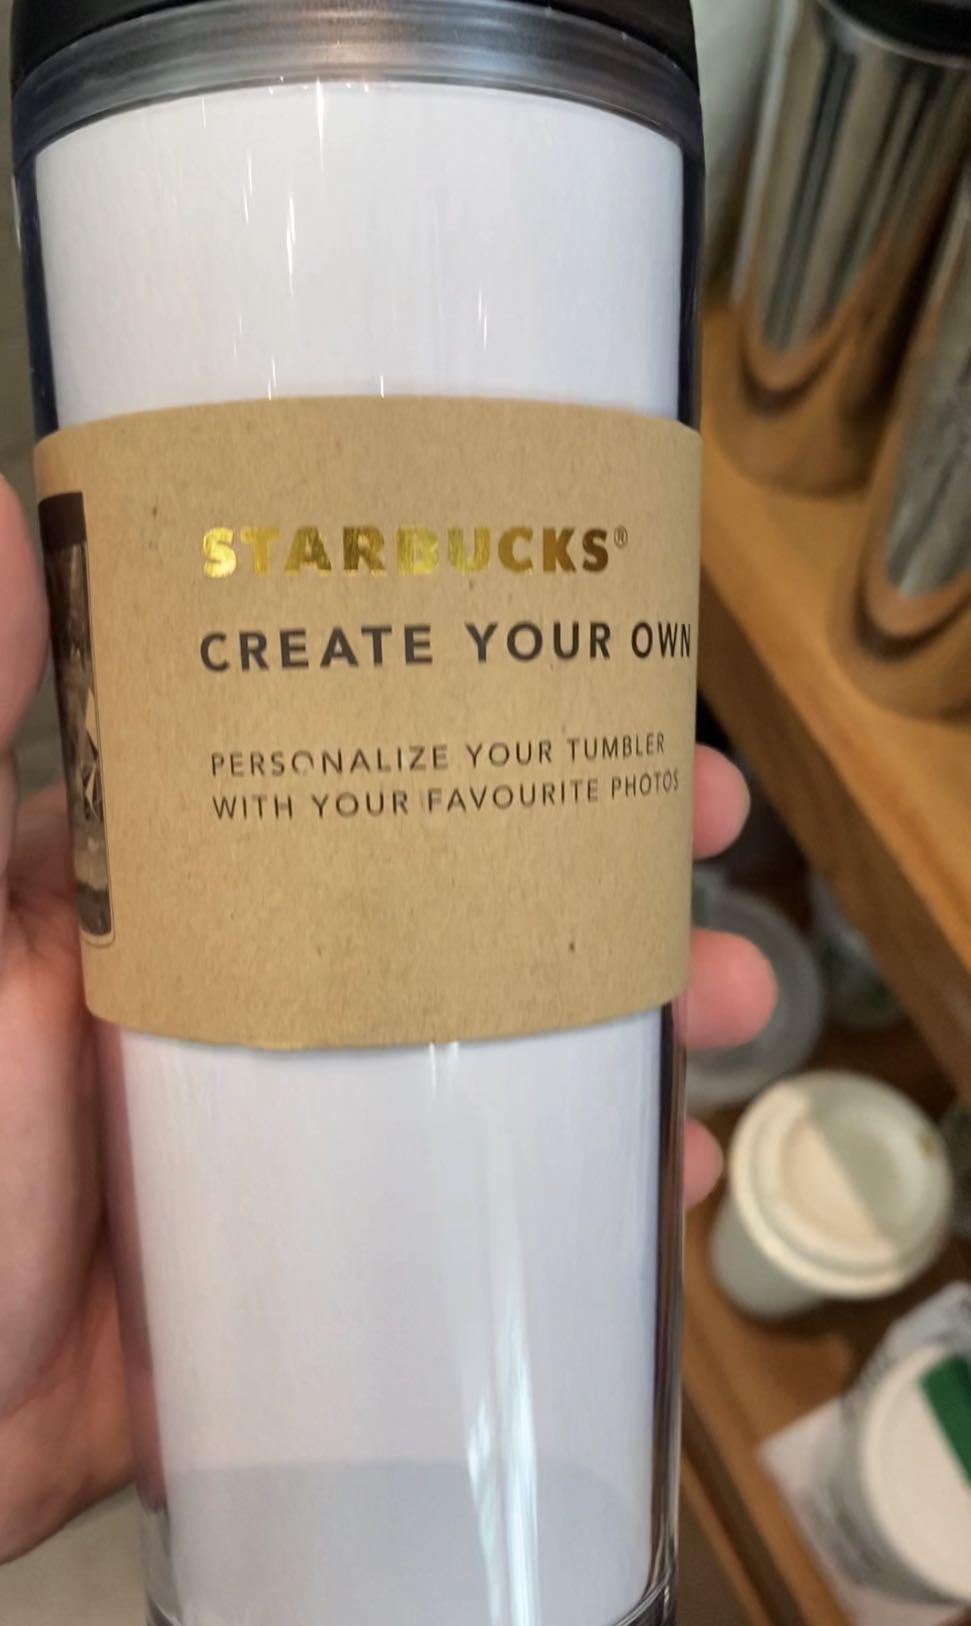 STARBUCKS®
CREATE YOUR OWN
PERSONALIZE YOUR TUMBLER
WITH YOUR FAVOURITE PHOTOS